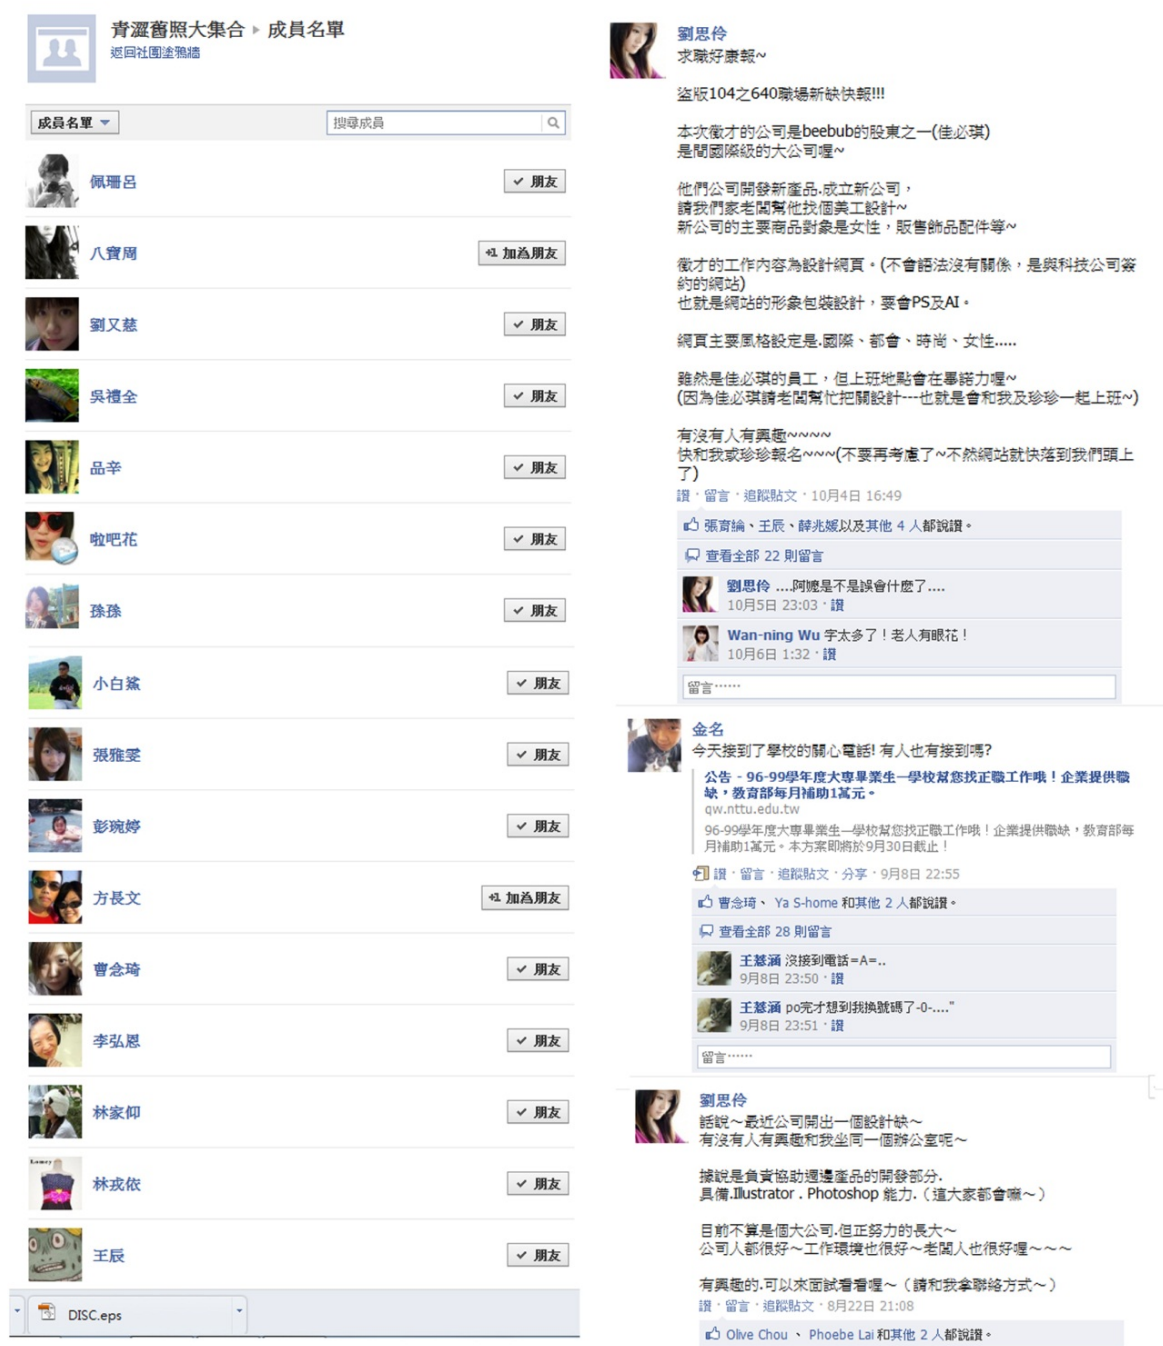 青澀舊照大集合 ▸ 成員名單
返回社團塗鴉牆
成員名單
搜尋成員
佩珊呂
朋友
八寶周
+1 加為朋友
劉又慈
朋友
吳禮全
朋友
品辛
朋友
啦吧花
朋友
孫孫
朋友
小白鯊
朋友
張雅雯
朋友
彭琬婷
朋友
方長文
+1 加為朋友
曹念琦
朋友
李弘恩
朋友
林家仰
朋友
林戎依
朋友
王辰
朋友
DISC.eps
劉思伶
求職好康報~
盜版104之640職場新缺快報!!!
本次徵才的公司是beebub的股東之一(佳必琪)
是間國際級的大公司喔~
他們公司開發新產品.成立新公司，
請我們家老闆幫他找個美工設計~
新公司的主要商品對象是女性，販售飾品配件等~
徵才的工作內容為設計網頁。(不會語法沒有關係，是與科技公司簽
約的網站)
也就是網站的形象包裝設計，要會PS及AI。
網頁主要風格設定是.國際、都會、時尚、女性.....
雖然是佳必琪的員工，但上班地點會在畢諾力喔~
(因為佳必琪請老闆幫忙把關設計---也就是會和我及珍珍一起上班~)
有沒有人有興趣~~~~
快和我或珍珍報名~~~(不要再考慮了~不然網站就快落到我們頭上
了)
讚 · 留言 · 追蹤貼文 · 10月4日 16:49
張育綸、王辰、薛兆媛以及其他 4 人都說讚。
查看全部 22 則留言
劉思伶 ....阿嬤是不是誤會什麼了....
10月5日 23:03 · 讚
Wan-ning Wu 字太多了！老人有眼花！
10月6日 1:32 · 讚
留言……
金名
今天接到了學校的關心電話! 有人也有接到嗎?
公告 - 96-99學年度大專畢業生—學校幫您找正職工作哦！企業提供職
缺，教育部每月補助1萬元。
qw.nttu.edu.tw
96-99學年度大專畢業生—學校幫您找正職工作哦！企業提供職缺，教育部每
月補助1萬元。本方案即將於9月30日截止！
讚 · 留言 · 追蹤貼文 · 分享 · 9月8日 22:55
曹念琦、 Ya S-home 和其他 2 人都說讚。
查看全部 28 則留言
王慈涵 沒接到電話=A=..
9月8日 23:50 · 讚
王慈涵 po完才想到我換號碼了-0-...."
9月8日 23:51 · 讚
留言……
劉思伶
話說～最近公司開出一個設計缺～
有沒有人有興趣和我坐同一個辦公室呢～
據說是負責協助週邊產品的開發部分.
具備.Illustrator . Photoshop 能力.（這大家都會嘛～）
目前不算是個大公司.但正努力的長大～
公司人都很好～工作環境也很好～老闆人也很好喔～～～
有興趣的.可以來面試看看喔～（請和我拿聯絡方式～）
讚 · 留言 · 追蹤貼文 · 8月22日 21:08
Olive Chou 、 Phoebe Lai 和其他 2 人都說讚。